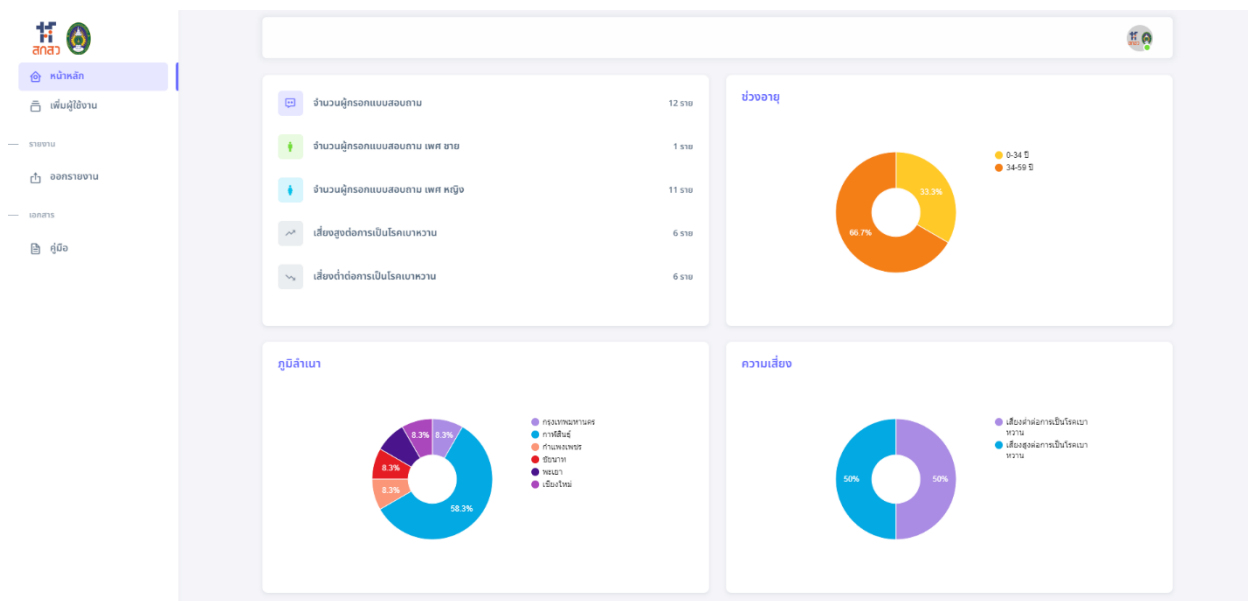 สกสว
หน้าหลัก
เพิ่มผู้ใช้งาน
รายงาน
ออกรายงาน
เอกสาร
คู่มือ
สกสว
จำนวนผู้กรอกแบบสอบถาม 12 ราย
จำนวนผู้กรอกแบบสอบถาม เพศ ชาย 1 ราย
จำนวนผู้กรอกแบบสอบถาม เพศ หญิง 11 ราย
เสี่ยงสูงต่อการเป็นโรคเบาหวาน 6 ราย
เสี่ยงต่ำต่อการเป็นโรคเบาหวาน 6 ราย
ช่วงอายุ
33.3%
66.7%
0-34 ปี
34-59 ปี
ภูมิลำเนา
8.3% 8.3%
8.3%
8.3%
58.3%
กรุงเทพมหานคร
กาฬสินธุ์
กำแพงเพชร
ชัยนาท
พะเยา
เชียงใหม่
ความเสี่ยง
50% 50%
เสี่ยงต่ำต่อการเป็นโรคเบา
หวาน
เสี่ยงสูงต่อการเป็นโรคเบา
หวาน